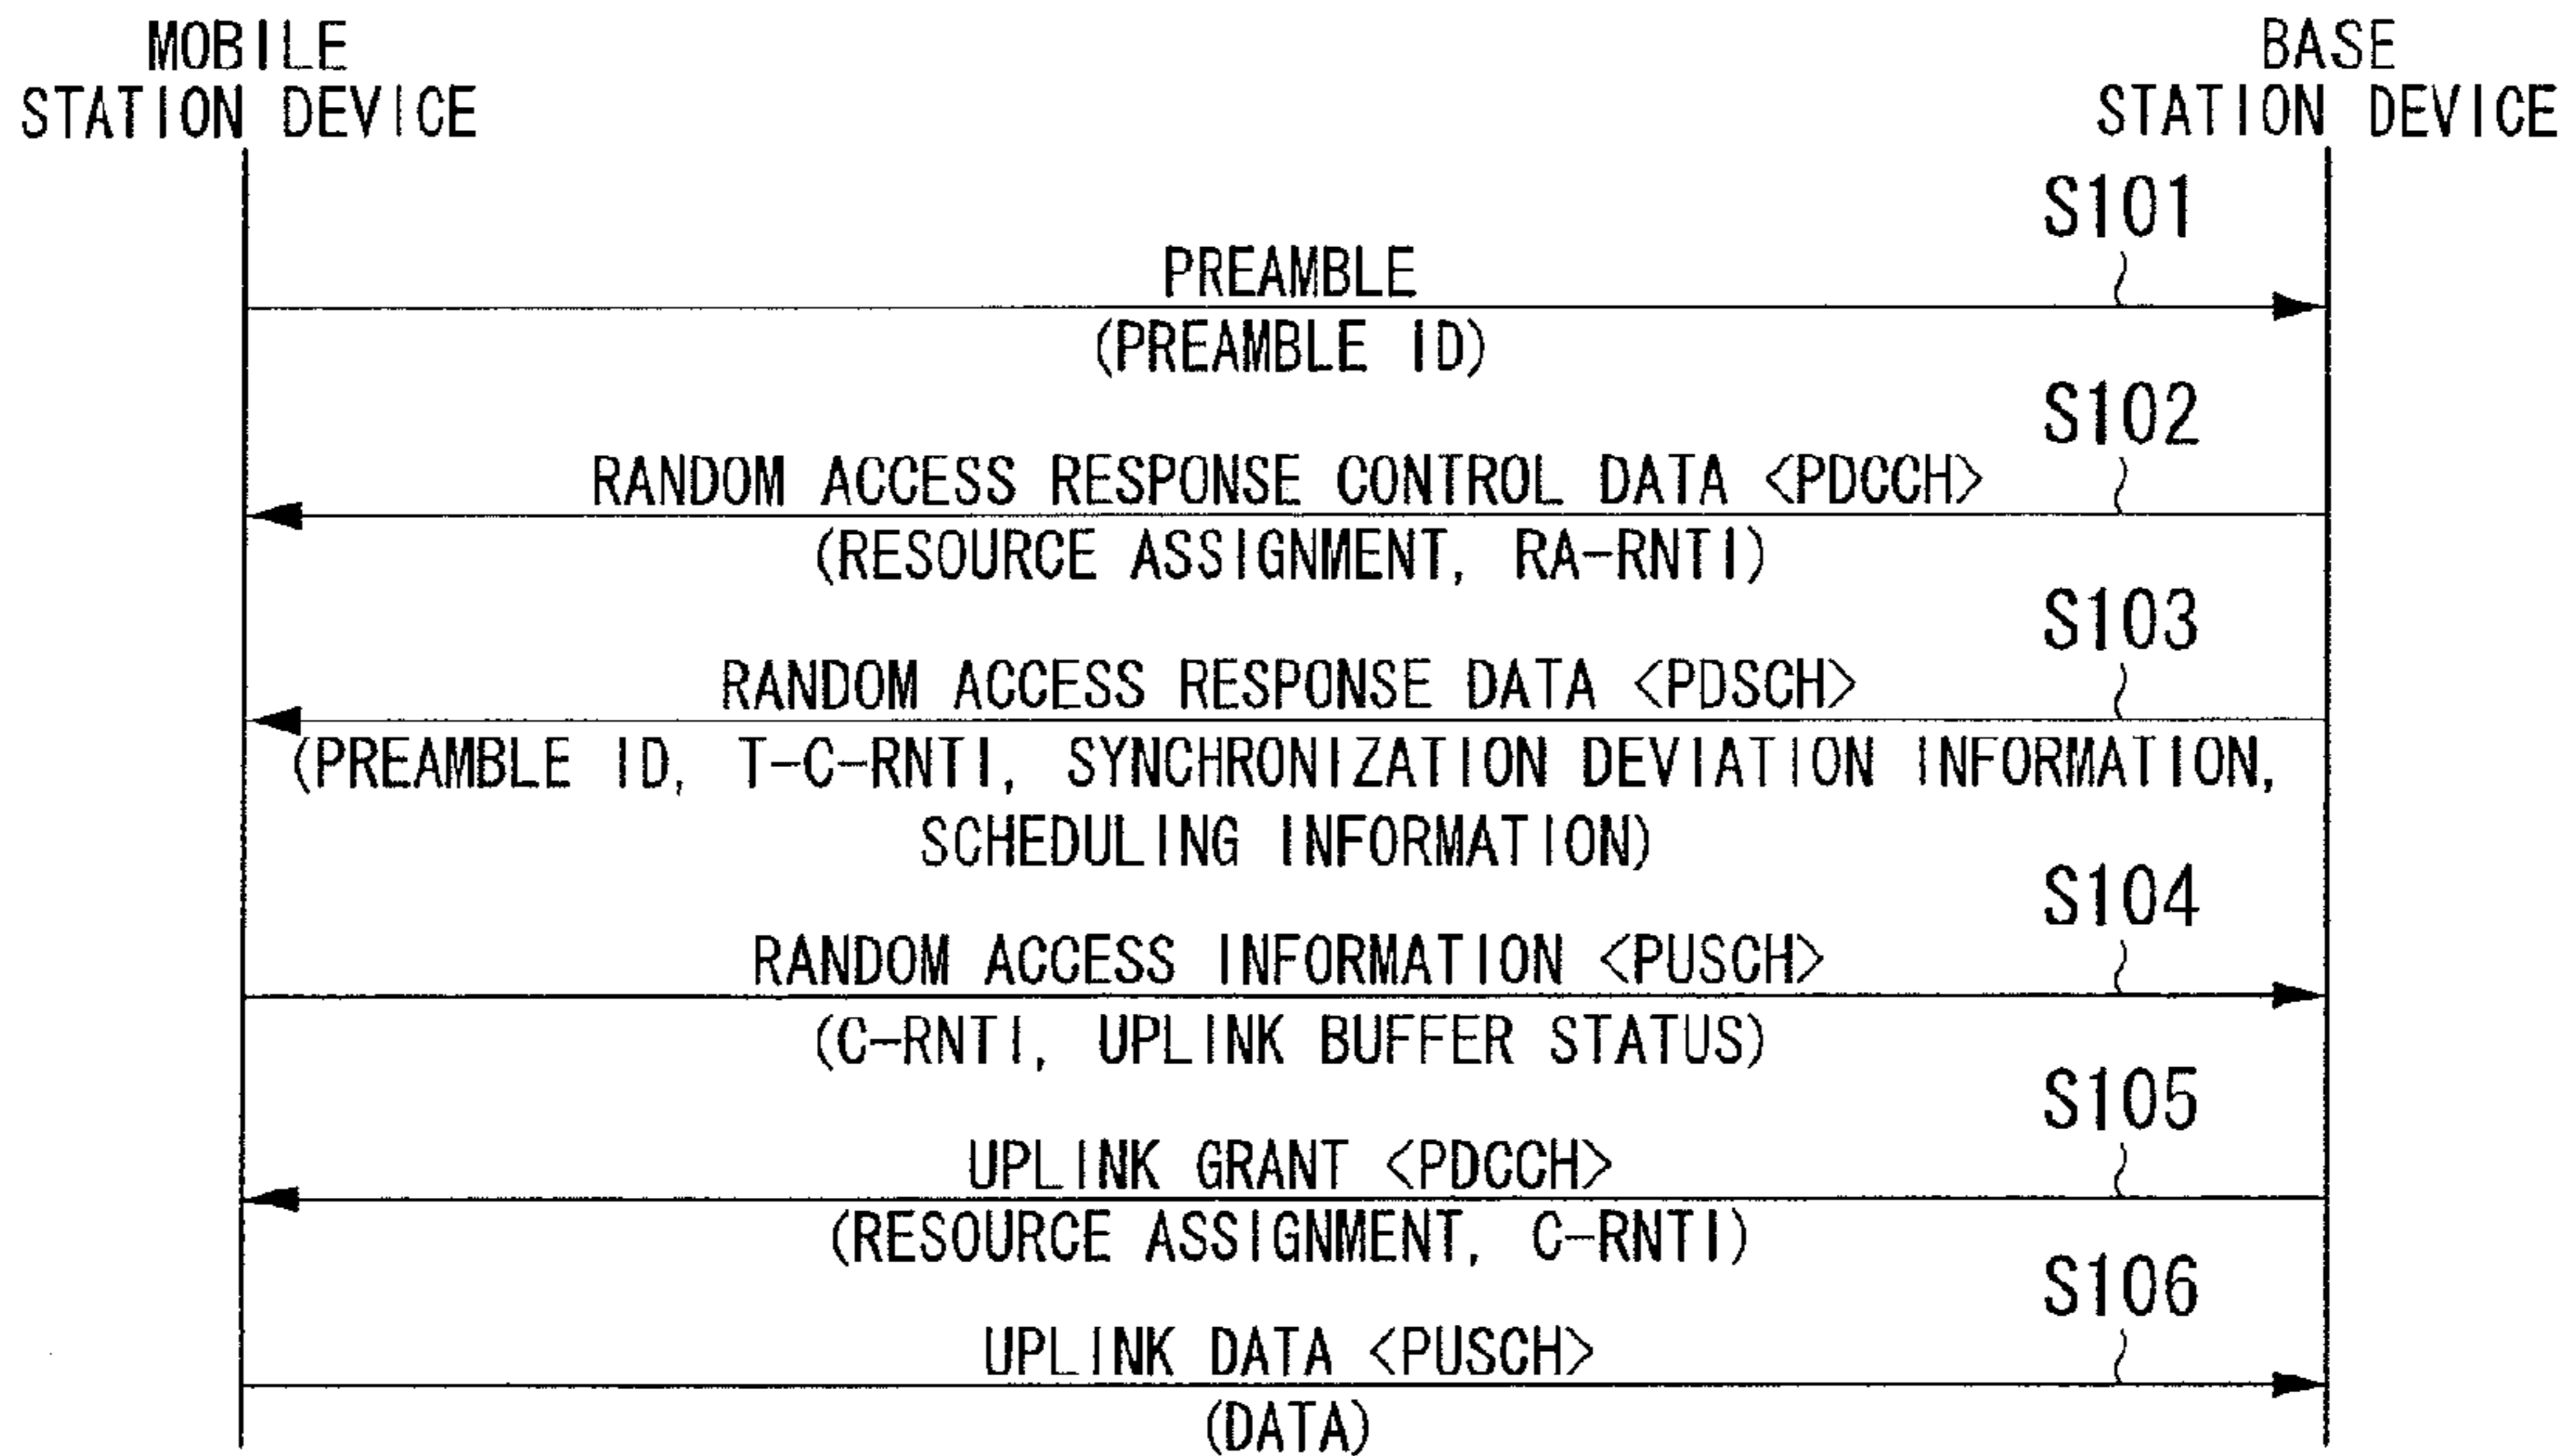 MOBILE
STATION DEVICE
BASE
STATION DEVICE
S101
PREAMBLE
(PREAMBLE ID)
S102
RANDOM ACCESS RESPONSE CONTROL DATA <PDCCH>
(RESOURCE ASSIGNMENT, RA-RNTI)
S103
RANDOM ACCESS RESPONSE DATA <PDSCH>
(PREAMBLE ID, T-C-RNTI, SYNCHRONIZATION DEVIATION INFORMATION,
SCHEDULING INFORMATION)
S104
RANDOM ACCESS INFORMATION <PUSCH>
(C-RNTI, UPLINK BUFFER STATUS)
S105
UPLINK GRANT <PDCCH>
(RESOURCE ASSIGNMENT, C-RNTI)
S106
UPLINK DATA <PUSCH>
(DATA)